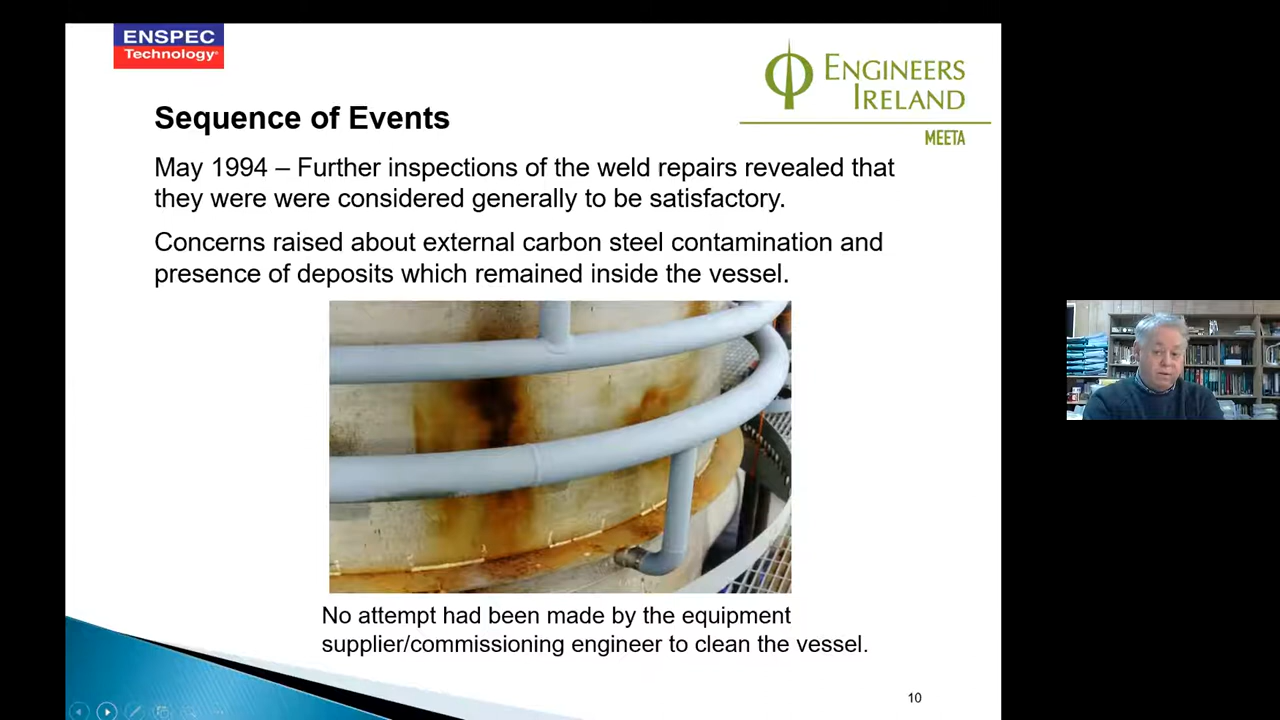 ENSPEC
Technology
ENGINEERS
IRELAND
MEETA
Sequence of Events
May 1994 – Further inspections of the weld repairs revealed that
they were were considered generally to be satisfactory.
Concerns raised about external carbon steel contamination and
presence of deposits which remained inside the vessel.
No attempt had been made by the equipment
supplier/commissioning engineer to clean the vessel.
10